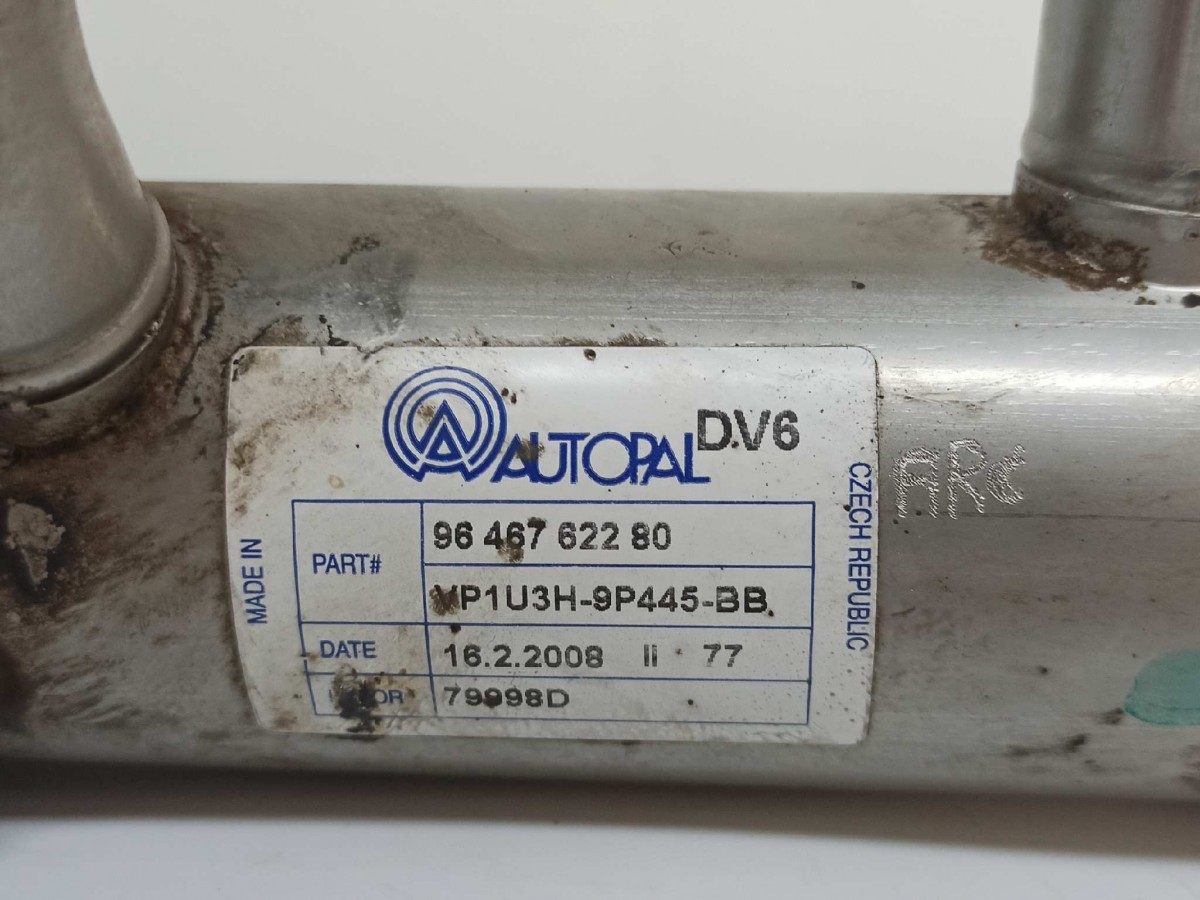 AUTOPAL DV6
MADE IN
CZECH REPUBLIC
PART# 96 467 622 80
VP1U3H-9P445-BB
DATE 16.2.2008 II 77
79998D